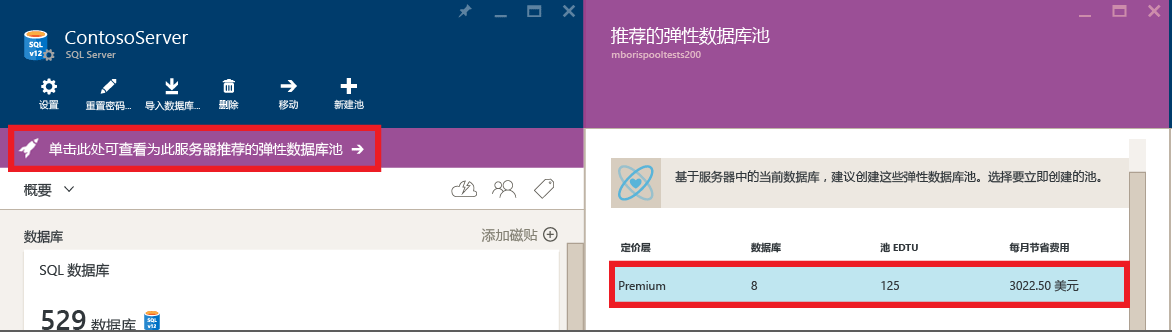 ContosoServer
SQL Server
SQL
v12
设置
重置密码...
导入数据库...
删除
移动
新建池
单击此处可查看为此服务器推荐的弹性数据库池
概要
数据库
添加磁贴
SQL 数据库
529 数据库
SQL
v12
推荐的弹性数据库池
mborispooltests200
基于服务器中的当前数据库，建议创建这些弹性数据库池。选择要立即创建的池。
定价层 数据库 池 EDTU 每月节省费用
Premium 8 125 3022.50 美元